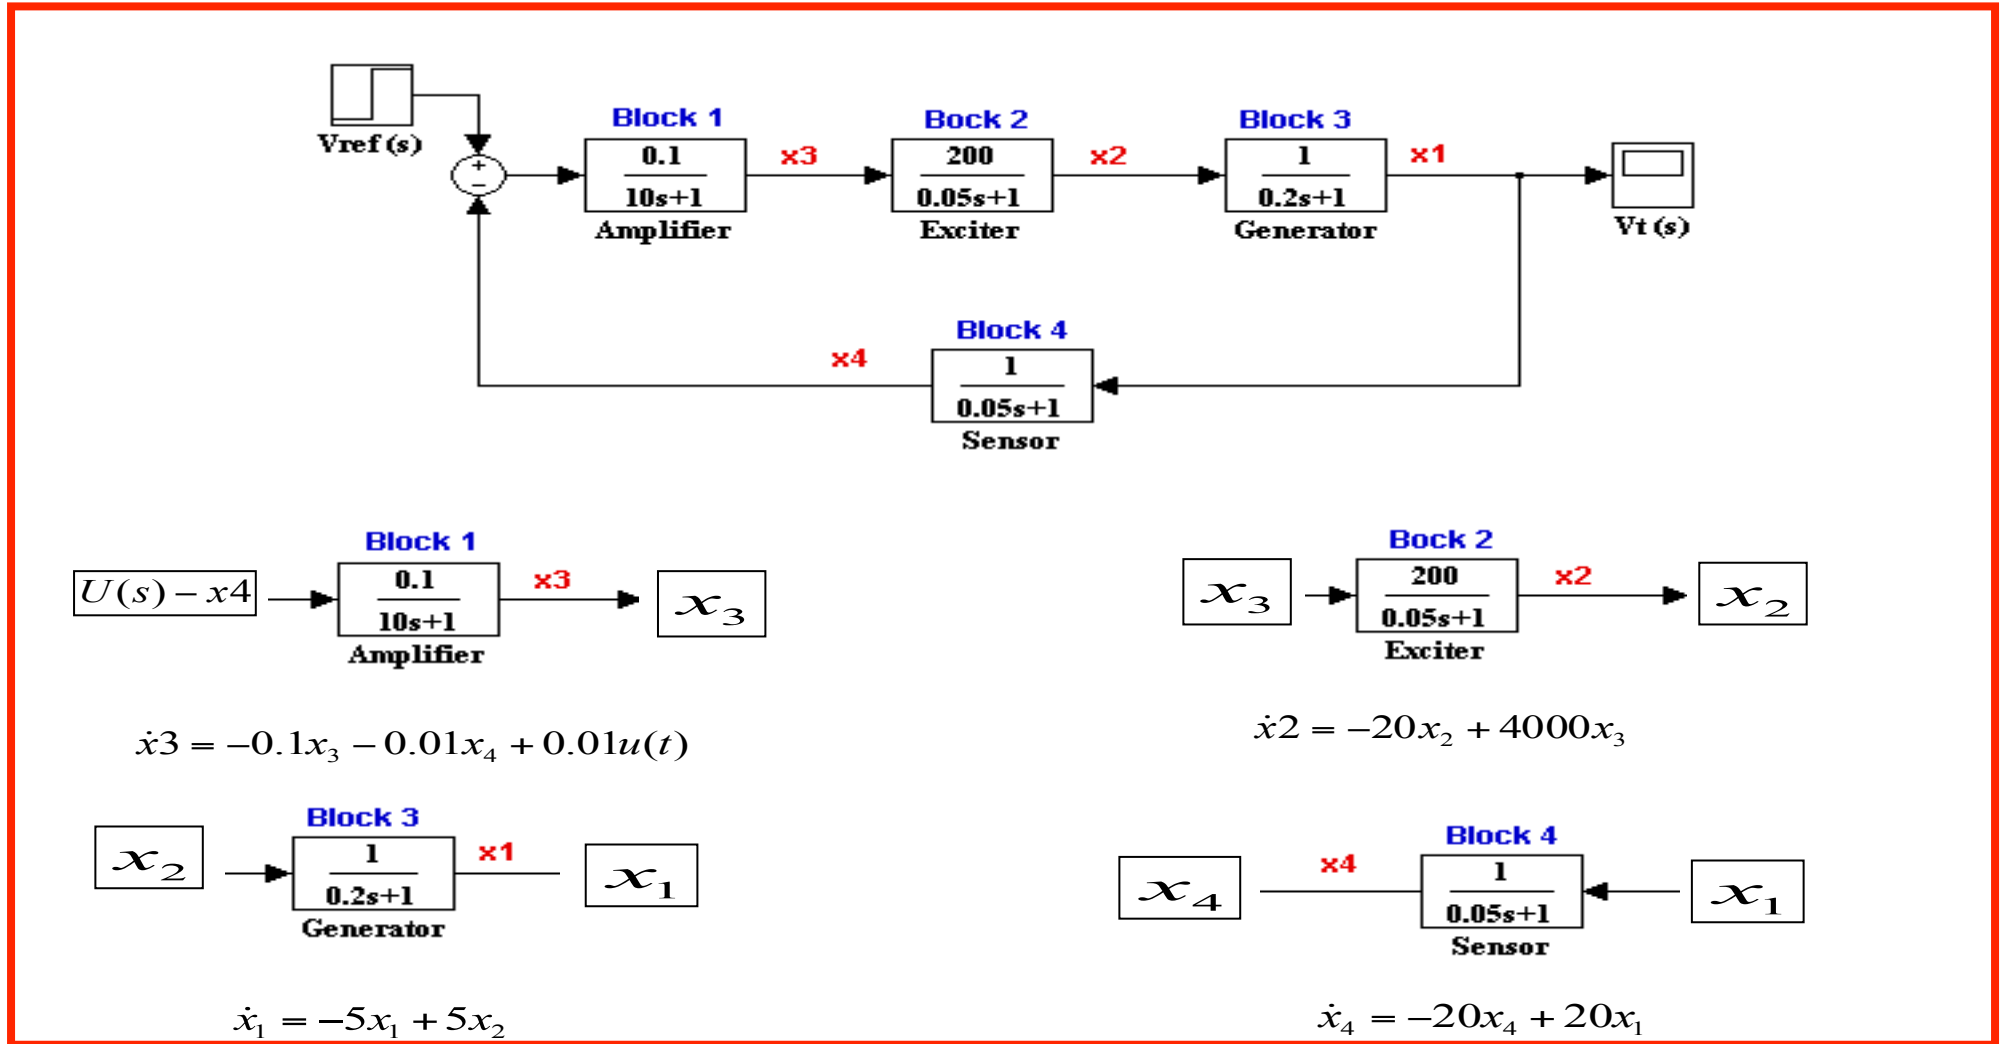 Vref (s)
+
−
Block 1
0.1
10s+1
Amplifier
x3
Bock 2
200
0.05s+1
Exciter
x2
Block 3
1
0.2s+1
Generator
x1
Vt (s)
Block 4
x4
1
0.05s+1
Sensor
U(s) − x4
Block 1
0.1
10s+1
Amplifier
x3
x₃
ẋ3 = −0.1x₃ − 0.01x₄ + 0.01u(t)
x₃
Bock 2
200
0.05s+1
Exciter
x2
x₂
ẋ2 = −20x₂ + 4000x₃
x₂
Block 3
1
0.2s+1
Generator
x1
x₁
ẋ₁ = −5x₁ + 5x₂
x₄
x4
Block 4
1
0.05s+1
Sensor
x₁
ẋ₄ = −20x₄ + 20x₁